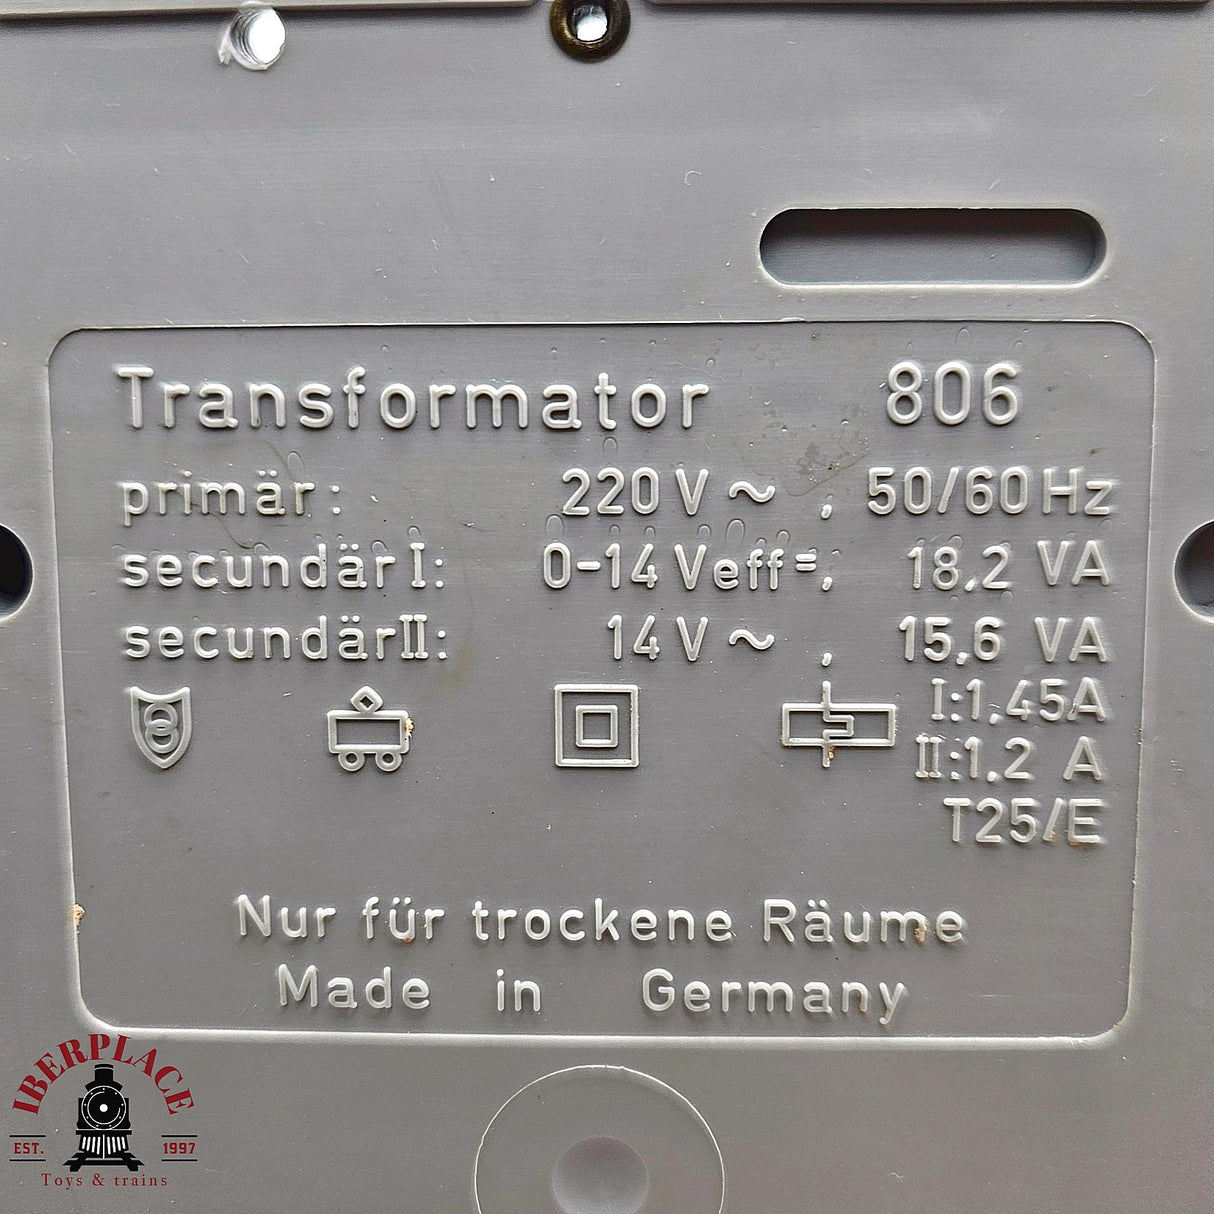 Transformator 806
primär: 220 V ~ , 50/60 Hz
secundär I: 0-14 Veff =, 18,2 VA
secundär II: 14 V ~ , 15,6 VA
I: 1,45A
II: 1,2 A
T25/E
Nur für trockene Räume
Made in Germany
IBERPLACE
EST. 1997
Toys & trains